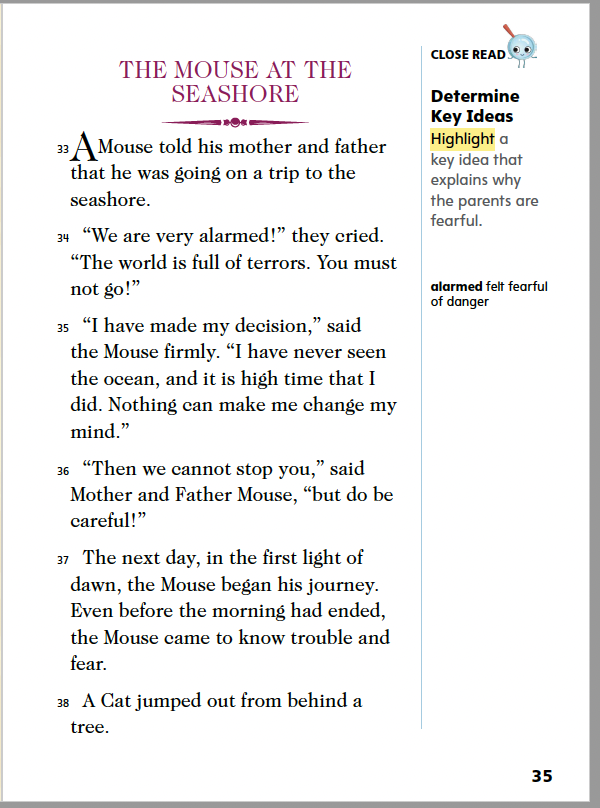 THE MOUSE AT THE
SEASHORE
33 A Mouse told his mother and father
that he was going on a trip to the
seashore.
34 “We are very alarmed!” they cried.
“The world is full of terrors. You must
not go!”
35 “I have made my decision,” said
the Mouse firmly. “I have never seen
the ocean, and it is high time that I
did. Nothing can make me change my
mind.”
36 “Then we cannot stop you,” said
Mother and Father Mouse, “but do be
careful!”
37 The next day, in the first light of
dawn, the Mouse began his journey.
Even before the morning had ended,
the Mouse came to know trouble and
fear.
38 A Cat jumped out from behind a
tree.
CLOSE READ
Determine
Key Ideas
Highlight a
key idea that
explains why
the parents are
fearful.
alarmed felt fearful
of danger
35